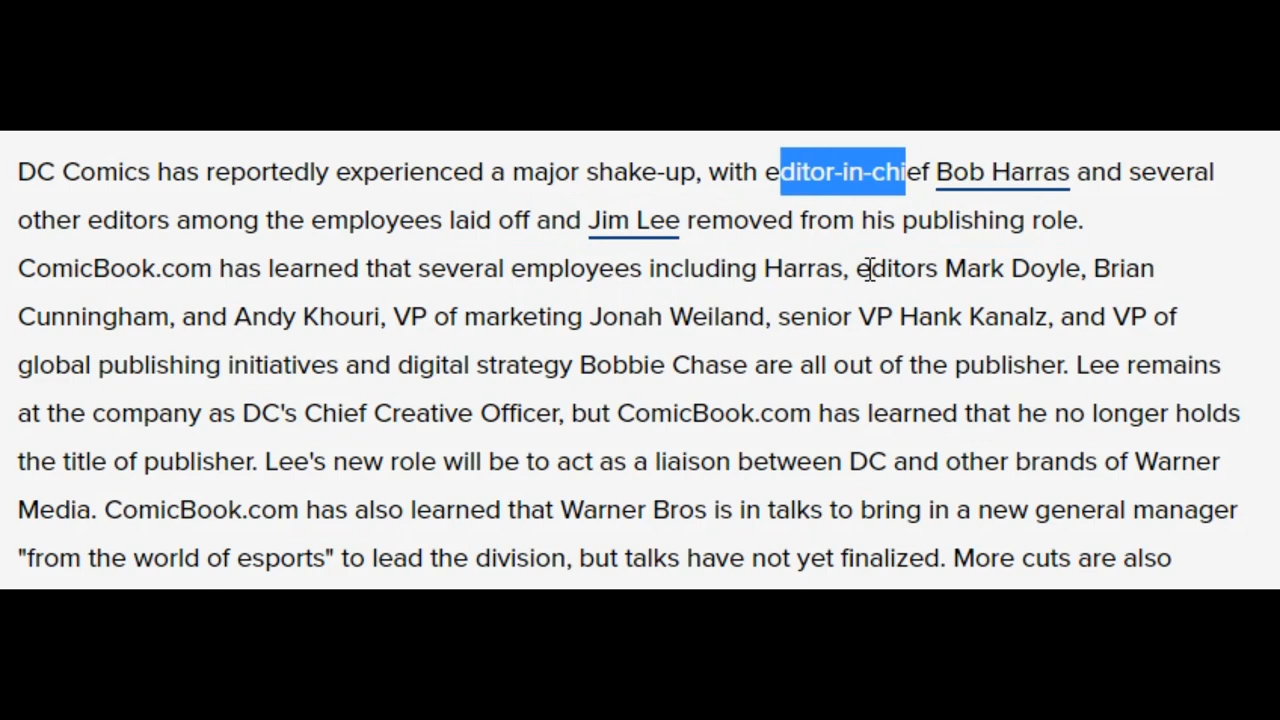 DC Comics has reportedly experienced a major shake-up, with editor-in-chief Bob Harras and several
other editors among the employees laid off and Jim Lee removed from his publishing role.
ComicBook.com has learned that several employees including Harras, editors Mark Doyle, Brian
Cunningham, and Andy Khouri, VP of marketing Jonah Weiland, senior VP Hank Kanalz, and VP of
global publishing initiatives and digital strategy Bobbie Chase are all out of the publisher. Lee remains
at the company as DC's Chief Creative Officer, but ComicBook.com has learned that he no longer holds
the title of publisher. Lee's new role will be to act as a liaison between DC and other brands of Warner
Media. ComicBook.com has also learned that Warner Bros is in talks to bring in a new general manager
"from the world of esports" to lead the division, but talks have not yet finalized. More cuts are also